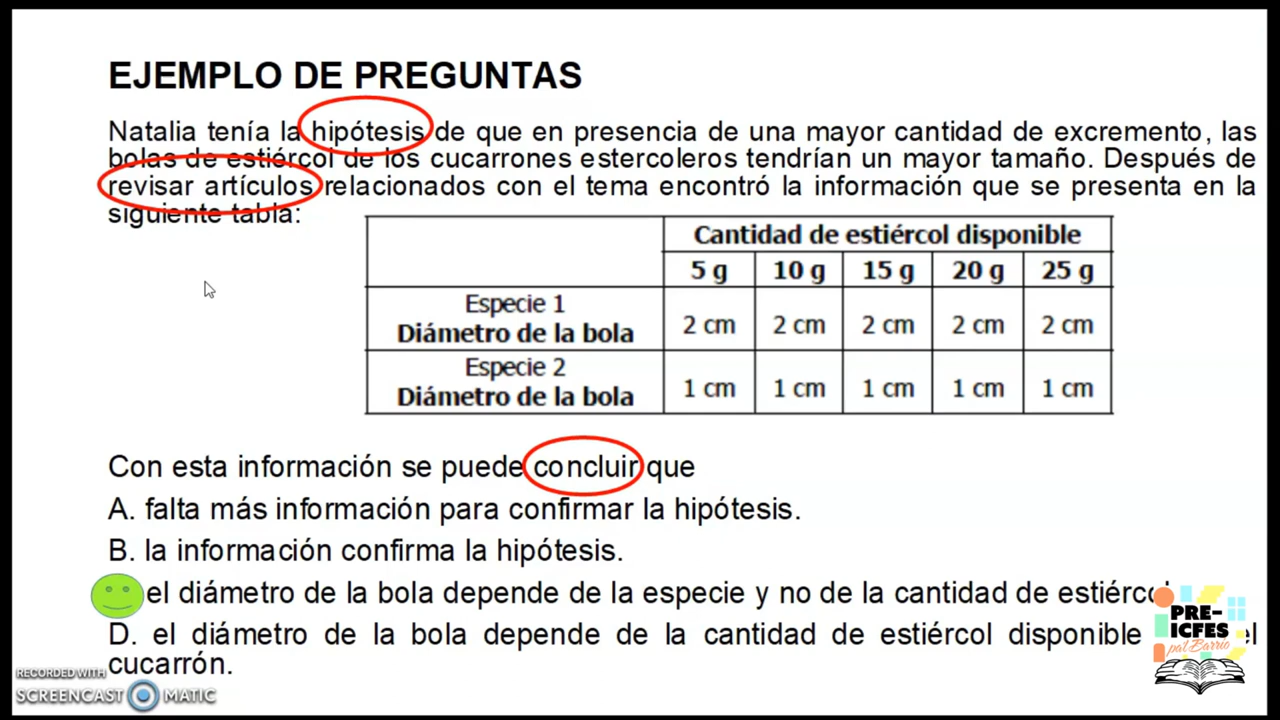 EJEMPLO DE PREGUNTAS
Natalia tenía la hipótesis de que en presencia de una mayor cantidad de excremento, las
bolas de estiércol de los cucarrones estercoleros tendrían un mayor tamaño. Después de
revisar artículos relacionados con el tema encontró la información que se presenta en la
siguiente tabla:
Cantidad de estiércol disponible
5 g 10 g 15 g 20 g 25 g
Especie 1
Diámetro de la bola 2 cm 2 cm 2 cm 2 cm 2 cm
Especie 2
Diámetro de la bola 1 cm 1 cm 1 cm 1 cm 1 cm
Con esta información se puede concluir que
A. falta más información para confirmar la hipótesis.
B. la información confirma la hipótesis.
el diámetro de la bola depende de la especie y no de la cantidad de estiércol
D. el diámetro de la bola depende de la cantidad de estiércol disponible
cucarrón.
PRE-
ICFES
pa'l Barrio
RECORDED WITH
SCREENCAST MATIC